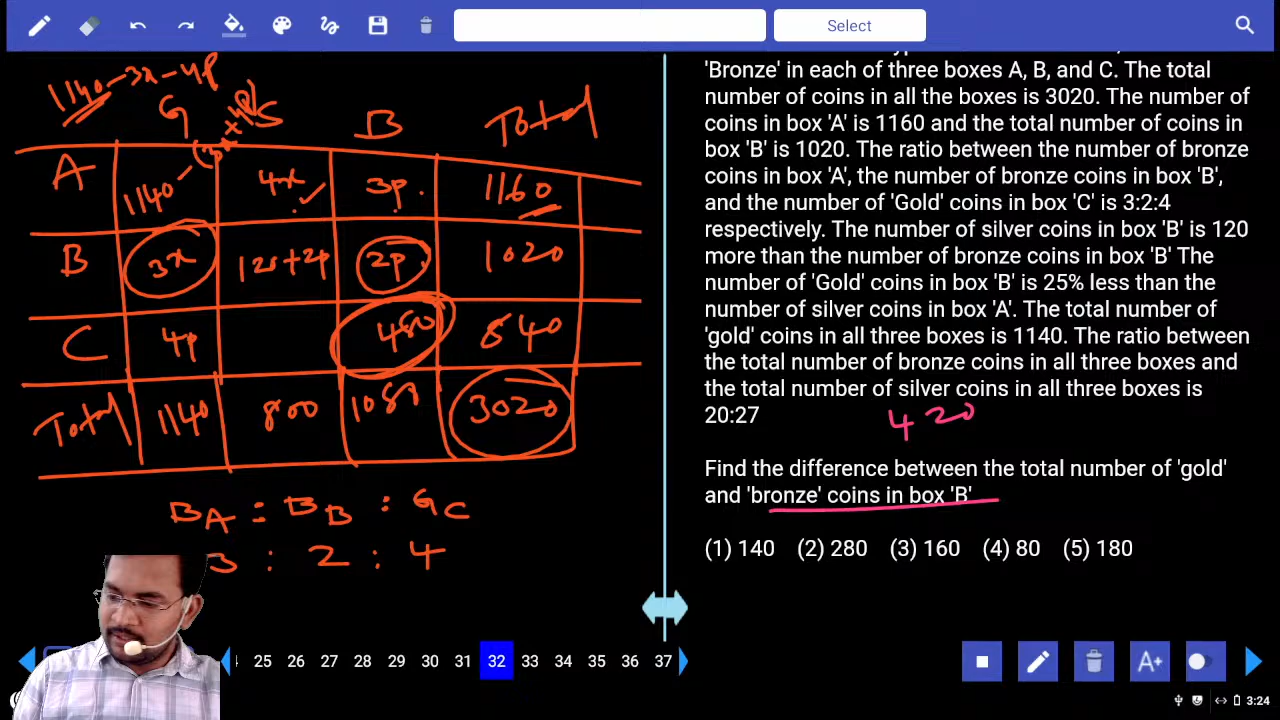 Select
1140-3x-4p
G S B Total
A 1140-(3x+4p) 4x 3p 1160
B 3x 120+2p 2p 1020
C 4p 480 840
Total 1140 800 1080 3020
BA : BB : GC
3 : 2 : 4
'Bronze' in each of three boxes A, B, and C. The total
number of coins in all the boxes is 3020. The number of
coins in box 'A' is 1160 and the total number of coins in
box 'B' is 1020. The ratio between the number of bronze
coins in box 'A', the number of bronze coins in box 'B',
and the number of 'Gold' coins in box 'C' is 3:2:4
respectively. The number of silver coins in box 'B' is 120
more than the number of bronze coins in box 'B' The
number of 'Gold' coins in box 'B' is 25% less than the
number of silver coins in box 'A'. The total number of
'gold' coins in all three boxes is 1140. The ratio between
the total number of bronze coins in all three boxes and
the total number of silver coins in all three boxes is
20:27
420
Find the difference between the total number of 'gold'
and 'bronze' coins in box 'B'
(1) 140 (2) 280 (3) 160 (4) 80 (5) 180
25 26 27 28 29 30 31 32 33 34 35 36 37
A+
3:24